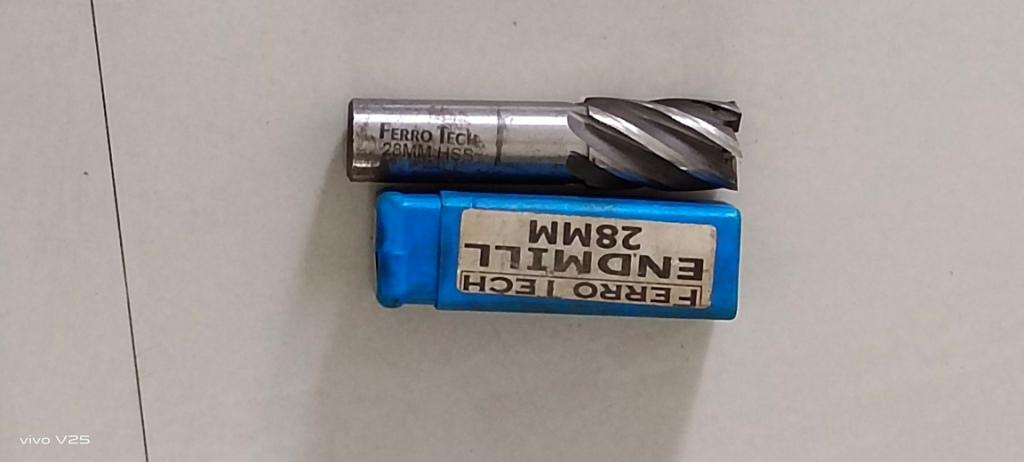 FERRO TECH
28MM HSS
FERRO TECH
ENDMILL
28MM
vivo V25